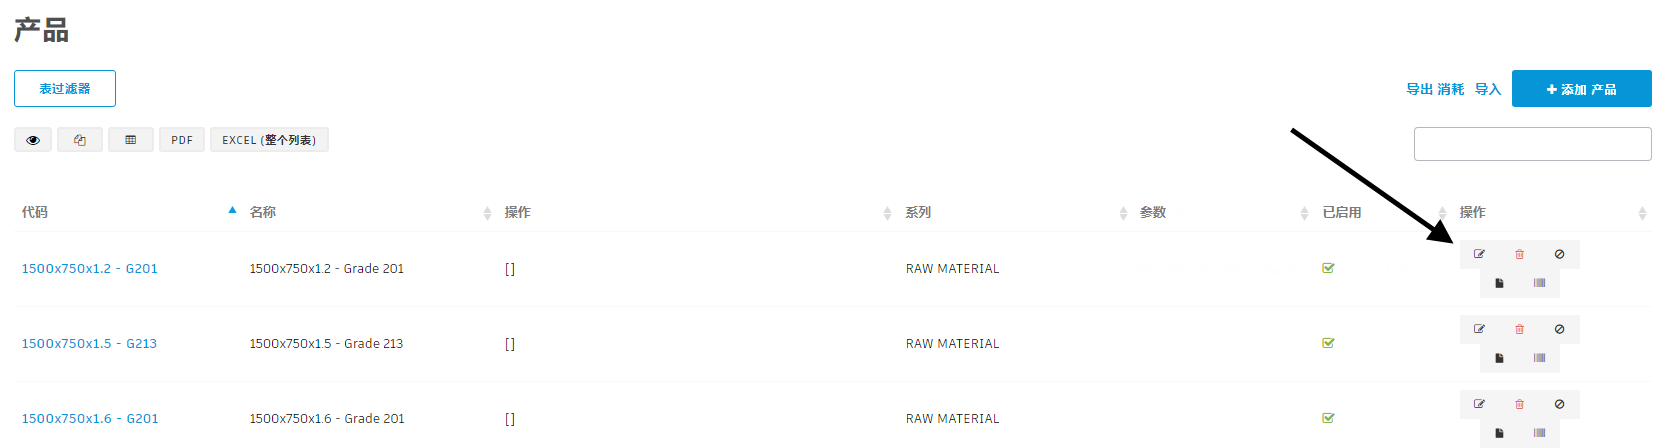 产品
表过滤器
导出 消耗 导入 添加 产品
PDF EXCEL (整个列表)
代码 名称 操作 系列 参数 已启用 操作
1500x750x1.2 - G201 1500x750x1.2 - Grade 201 [] RAW MATERIAL
1500x750x1.5 - G213 1500x750x1.5 - Grade 213 [] RAW MATERIAL
1500x750x1.6 - G201 1500x750x1.6 - Grade 201 [] RAW MATERIAL